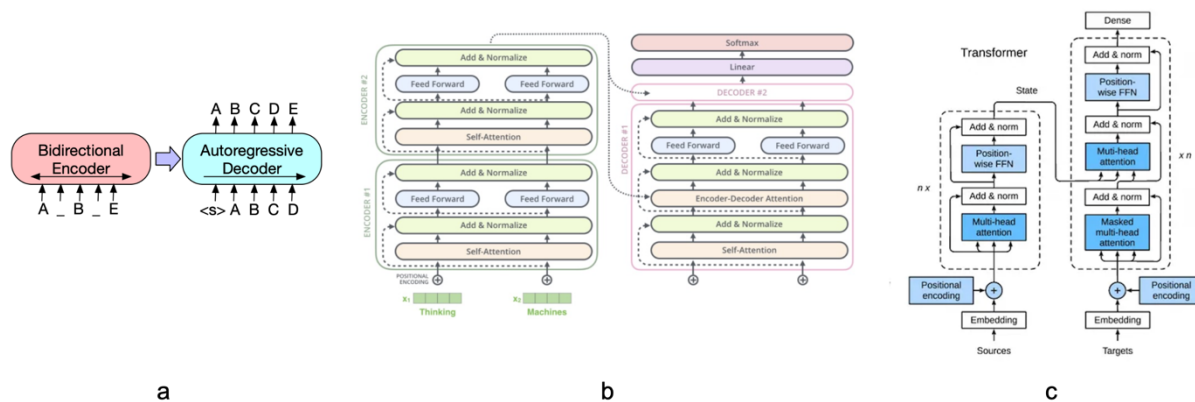 A B C D E
Bidirectional
Encoder
Autoregressive
Decoder
A _ B _ E
<s> A B C D
a
ENCODER #2
Add & Normalize
Feed Forward
Feed Forward
Add & Normalize
Self-Attention
ENCODER #1
Add & Normalize
Feed Forward
Feed Forward
Add & Normalize
Self-Attention
POSITIONAL
ENCODING
x₁
x₂
Thinking
Machines
Softmax
Linear
DECODER #2
DECODER #1
Add & Normalize
Feed Forward
Feed Forward
Add & Normalize
Encoder-Decoder Attention
Add & Normalize
Self-Attention
b
Transformer
State
Add & norm
Position-
wise FFN
n x
Add & norm
Multi-head
attention
Positional
encoding
+
Embedding
Sources
Dense
Add & norm
Position-
wise FFN
Add & norm
Muti-head
attention
x n
Add & norm
Masked
multi-head
attention
+
Positional
encoding
Embedding
Targets
c